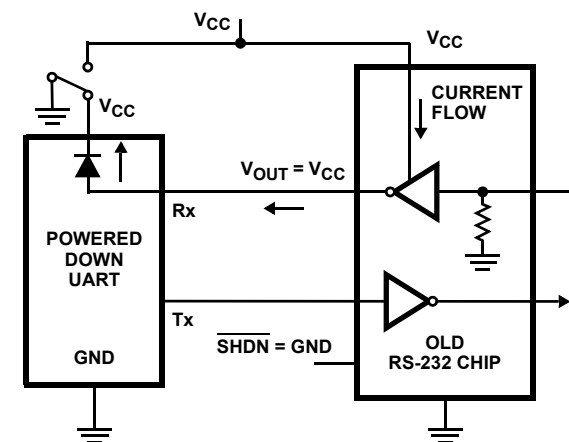 VCC
VCC
VCC
CURRENT
FLOW
VOUT = VCC
Rx
POWERED
DOWN
UART
Tx
SHDN = GND
OLD
RS-232 CHIP
GND